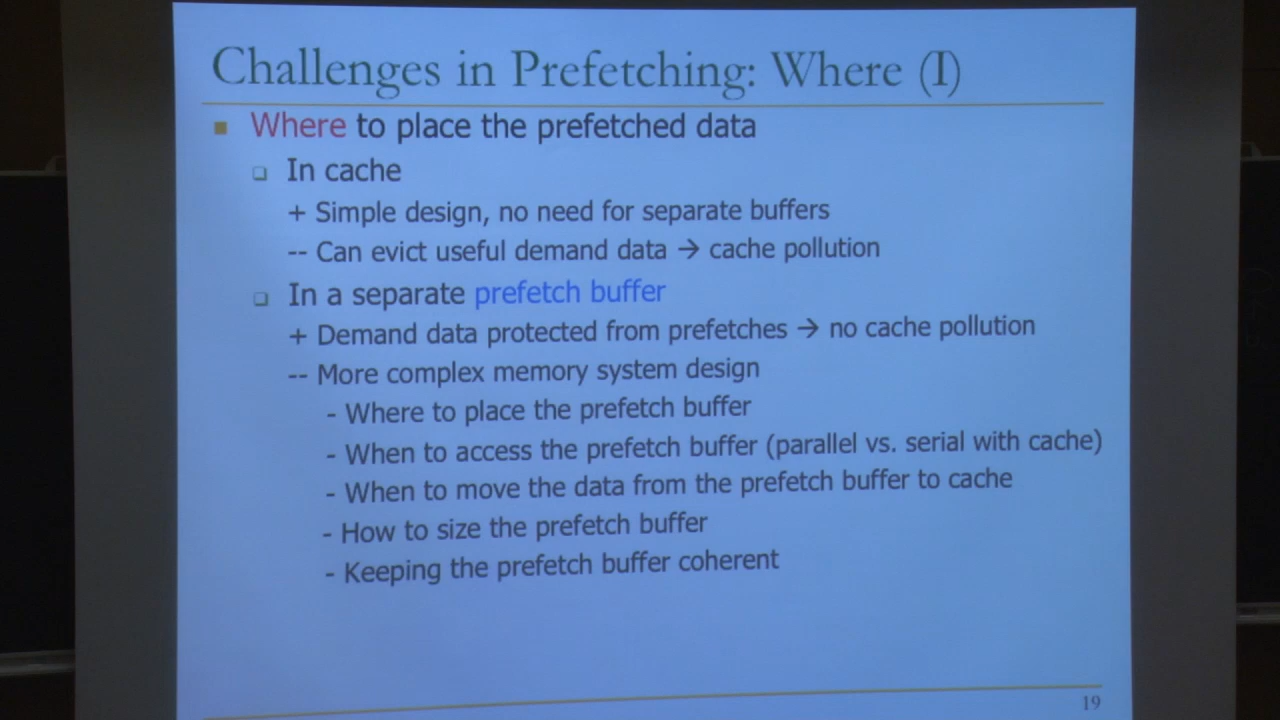 Challenges in Prefetching: Where (I)
Where to place the prefetched data
In cache
+ Simple design, no need for separate buffers
-- Can evict useful demand data → cache pollution
In a separate prefetch buffer
+ Demand data protected from prefetches → no cache pollution
-- More complex memory system design
- Where to place the prefetch buffer
- When to access the prefetch buffer (parallel vs. serial with cache)
- When to move the data from the prefetch buffer to cache
- How to size the prefetch buffer
- Keeping the prefetch buffer coherent
19